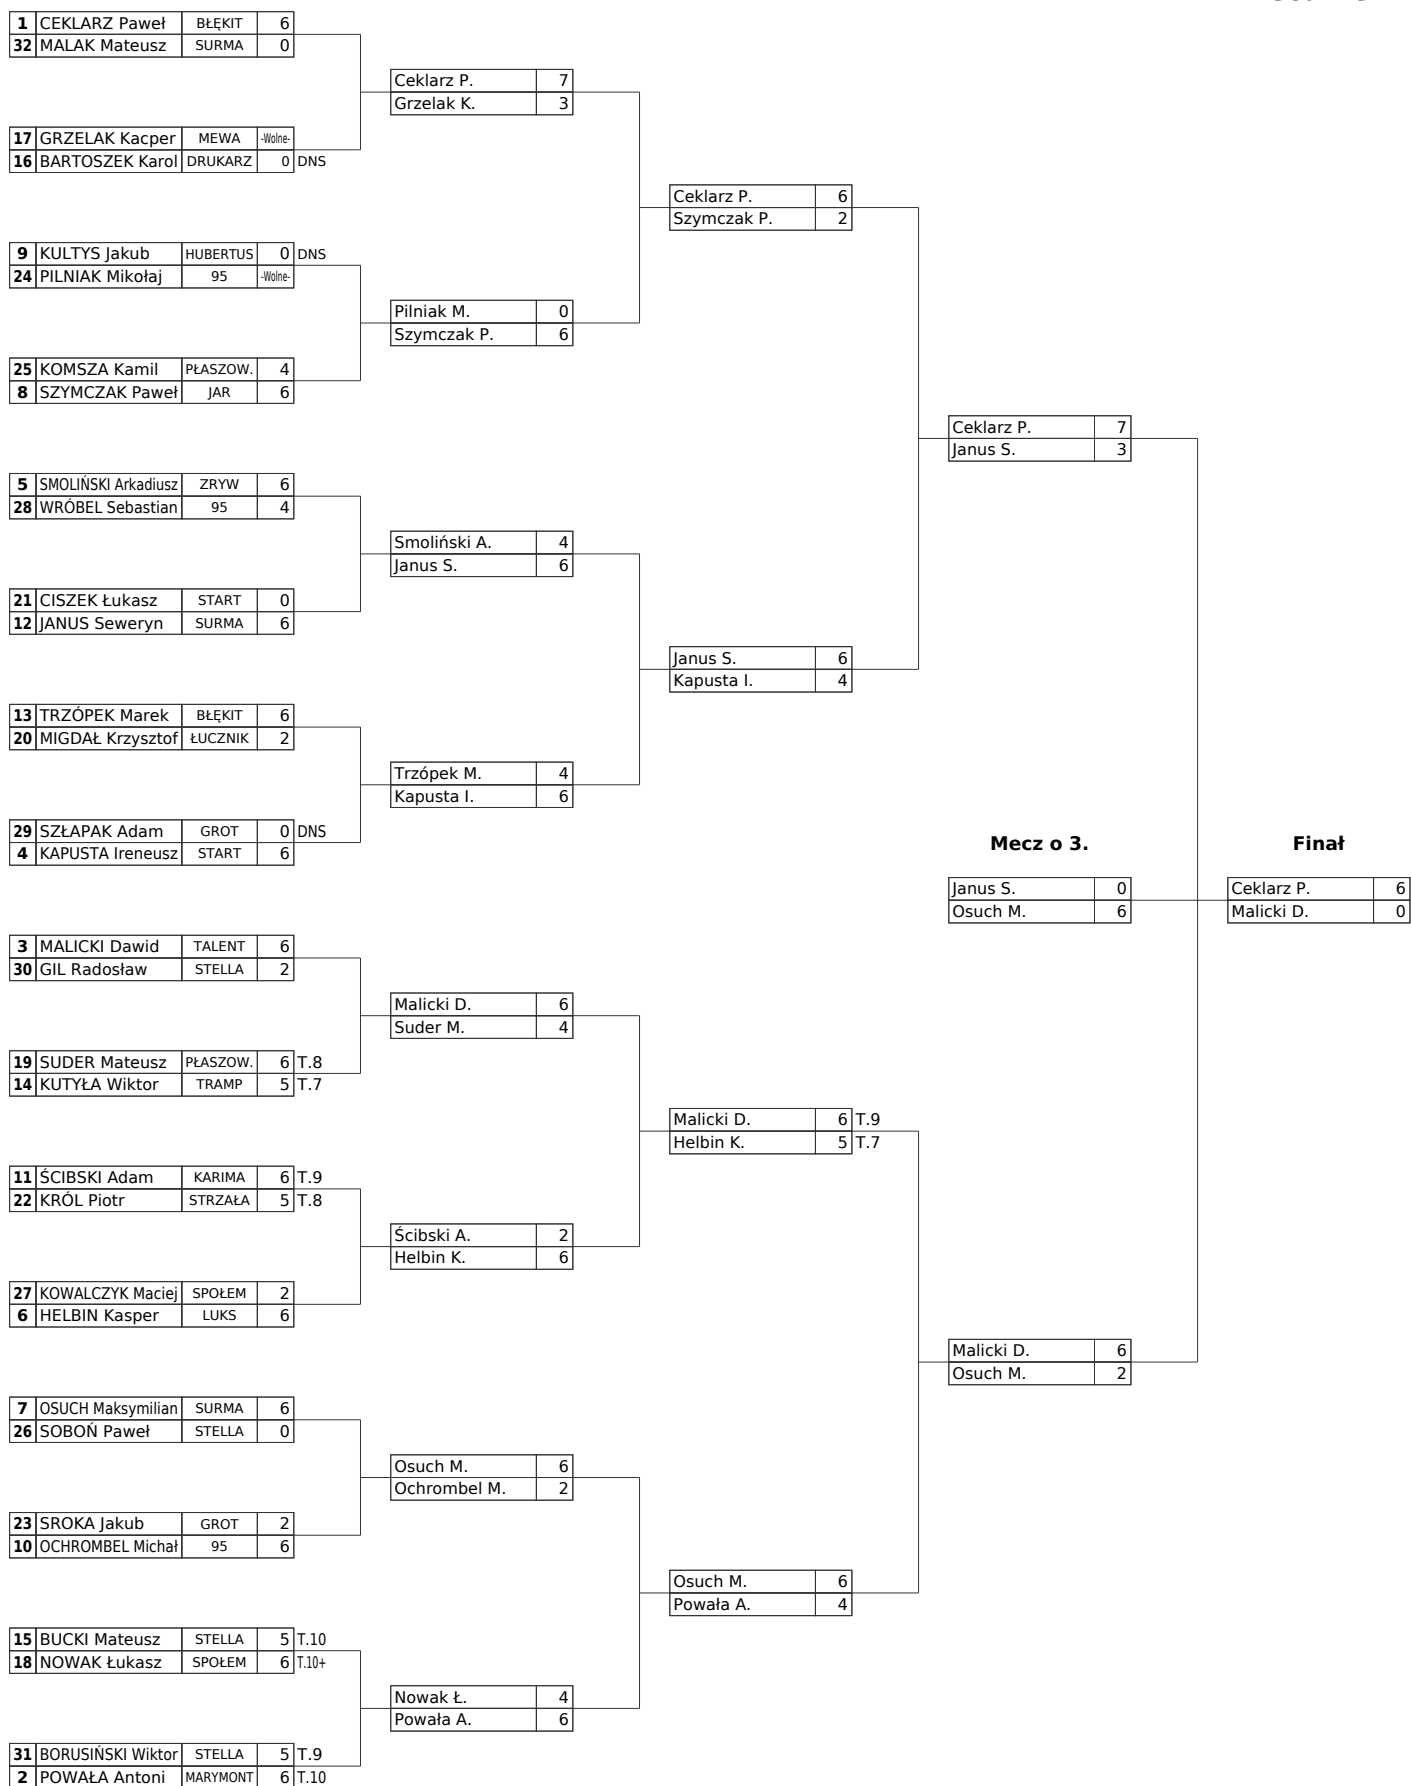 1 CEKLARZ Paweł BŁĘKIT 6
32 MALAK Mateusz SURMA 0
Ceklarz P. 7
Grzelak K. 3
17 GRZELAK Kacper MEWA -Wolne-
16 BARTOSZEK Karol DRUKARZ 0 DNS
Ceklarz P. 6
Szymczak P. 2
9 KULTYS Jakub HUBERTUS 0 DNS
24 PILNIAK Mikołaj 95 -Wolne-
Pilniak M. 0
Szymczak P. 6
25 KOMSZA Kamil PŁASZOW. 4
8 SZYMCZAK Paweł JAR 6
Ceklarz P. 7
Janus S. 3
5 SMOLIŃSKI Arkadiusz ZRYW 6
28 WRÓBEL Sebastian 95 4
Smoliński A. 4
Janus S. 6
21 CISZEK Łukasz START 0
12 JANUS Seweryn SURMA 6
Janus S. 6
Kapusta I. 4
13 TRZÓPEK Marek BŁĘKIT 6
20 MIGDAŁ Krzysztof ŁUCZNIK 2
Trzópek M. 4
Kapusta I. 6
29 SZŁAPAK Adam GROT 0 DNS
4 KAPUSTA Ireneusz START 6
Mecz o 3. Finał
Janus S. 0 Ceklarz P. 6
Osuch M. 6 Malicki D. 0
3 MALICKI Dawid TALENT 6
30 GIL Radosław STELLA 2
Malicki D. 6
Suder M. 4
19 SUDER Mateusz PŁASZOW. 6 T.8
14 KUTYŁA Wiktor TRAMP 5 T.7
Malicki D. 6 T.9
Helbin K. 5 T.7
11 ŚCIBSKI Adam KARIMA 6 T.9
22 KRÓL Piotr STRZAŁA 5 T.8
Ścibski A. 2
Helbin K. 6
27 KOWALCZYK Maciej SPOŁEM 2
6 HELBIN Kasper LUKS 6
Malicki D. 6
Osuch M. 2
7 OSUCH Maksymilian SURMA 6
26 SOBOŃ Paweł STELLA 0
Osuch M. 6
Ochrombel M. 2
23 SROKA Jakub GROT 2
10 OCHROMBEL Michał 95 6
Osuch M. 6
Powała A. 4
15 BUCKI Mateusz STELLA 5 T.10
18 NOWAK Łukasz SPOŁEM 6 T.10+
Nowak Ł. 4
Powała A. 6
31 BORUSIŃSKI Wiktor STELLA 5 T.9
2 POWAŁA Antoni MARYMONT 6 T.10